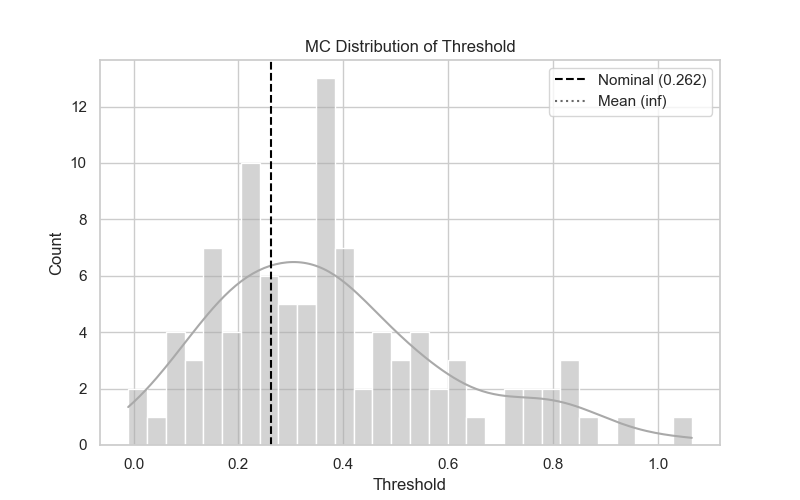 MC Distribution of Threshold
Nominal (0.262)
Mean (inf)
Count
12
10
8
6
4
2
0
0.0 0.2 0.4 0.6 0.8 1.0
Threshold